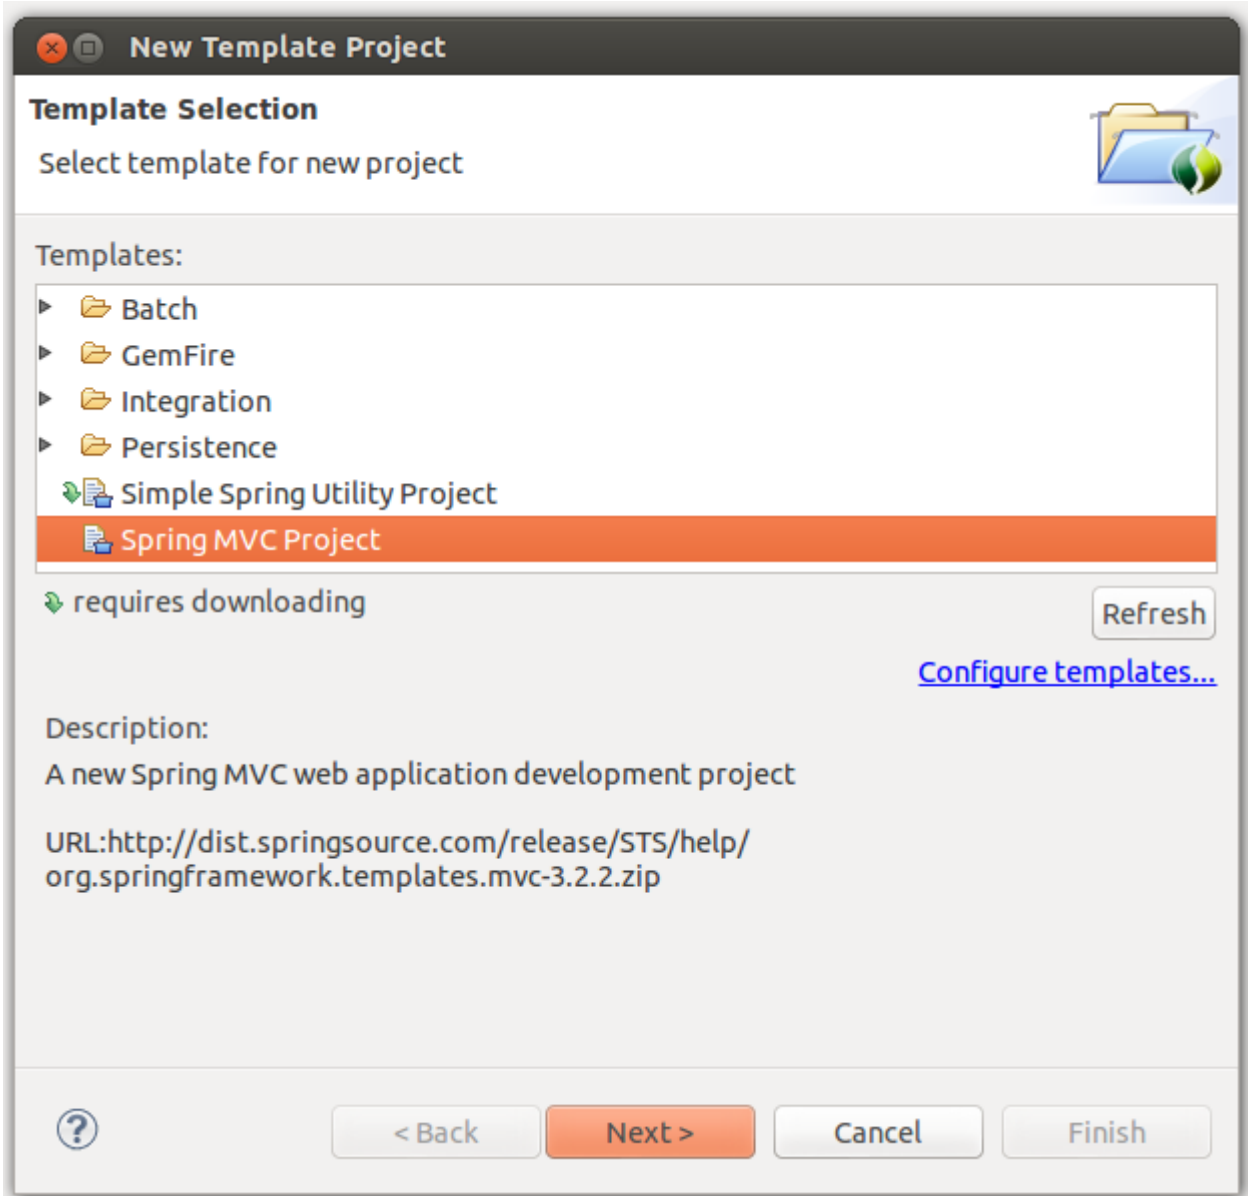 New Template Project
Template Selection
Select template for new project
Templates:
Batch
GemFire
Integration
Persistence
Simple Spring Utility Project
Spring MVC Project
requires downloading
Refresh
Configure templates...
Description:
A new Spring MVC web application development project
URL:http://dist.springsource.com/release/STS/help/
org.springframework.templates.mvc-3.2.2.zip
? < Back Next > Cancel Finish